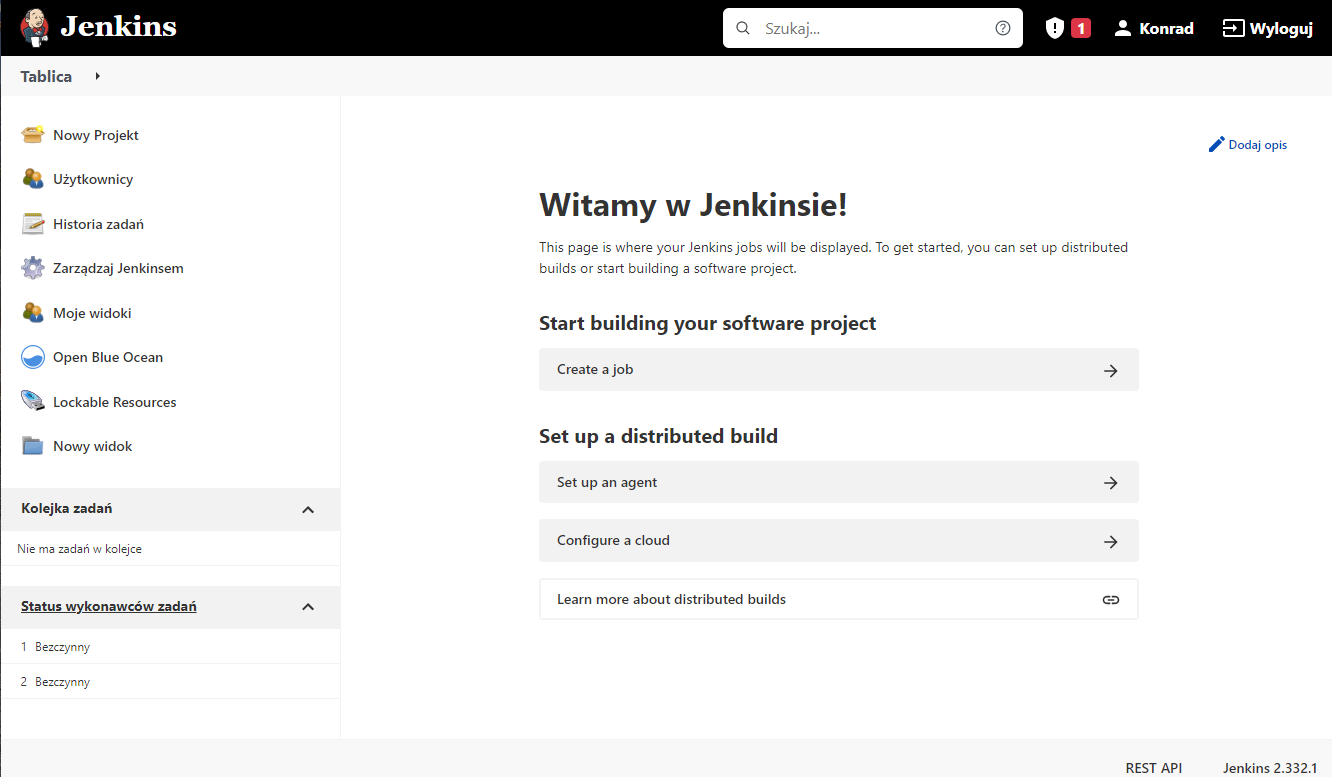 Jenkins
Szukaj...
1
Konrad
Wyloguj
Tablica
Nowy Projekt
Użytkownicy
Historia zadań
Zarządzaj Jenkinsem
Moje widoki
Open Blue Ocean
Lockable Resources
Nowy widok
Kolejka zadań
Nie ma zadań w kolejce
Status wykonawców zadań
1 Bezczynny
2 Bezczynny
Dodaj opis
Witamy w Jenkinsie!
This page is where your Jenkins jobs will be displayed. To get started, you can set up distributed
builds or start building a software project.
Start building your software project
Create a job
Set up a distributed build
Set up an agent
Configure a cloud
Learn more about distributed builds
REST API
Jenkins 2.332.1